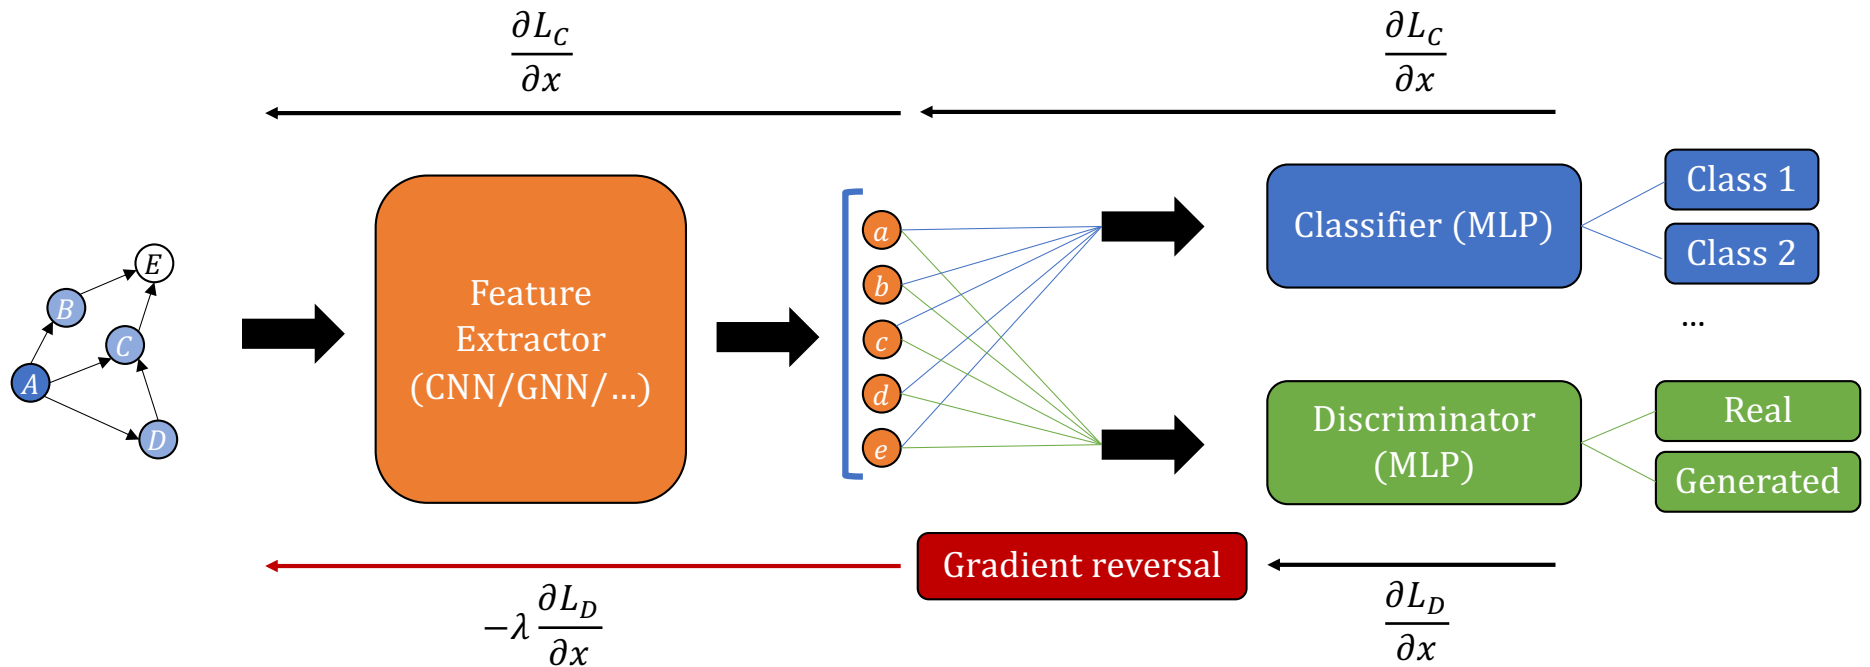 ∂L_C
∂x
∂L_C
∂x
E
B
C
A
D
Feature
Extractor
(CNN/GNN/...)
a
b
c
d
e
Classifier (MLP)
Class 1
Class 2
...
Discriminator
(MLP)
Real
Generated
Gradient reversal
−λ ∂L_D
∂x
∂L_D
∂x